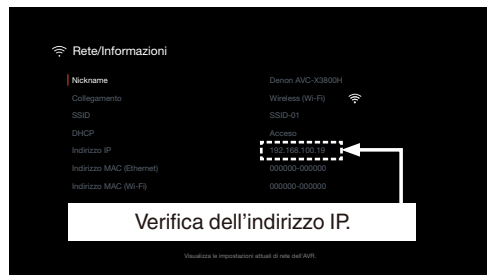 Rete/Informazioni
Nickname Denon AVC-X3800H
Collegamento Wireless (Wi-Fi)
SSID SSID-01
DHCP Acceso
Indirizzo IP 192.168.100.19
Indirizzo MAC (Ethernet) 000000-000000
Indirizzo MAC (Wi-Fi) 000000-000000
Verifica dell'indirizzo IP.
Visualizza le impostazioni attuali di rete dell'AVR.